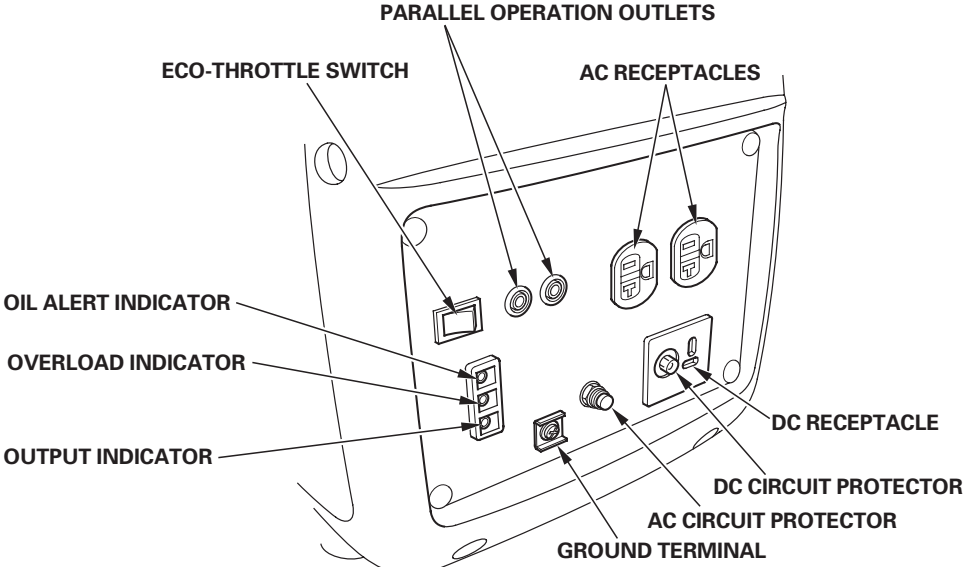 PARALLEL OPERATION OUTLETS
ECO-THROTTLE SWITCH
AC RECEPTACLES
OIL ALERT INDICATOR
OVERLOAD INDICATOR
OUTPUT INDICATOR
DC RECEPTACLE
DC CIRCUIT PROTECTOR
AC CIRCUIT PROTECTOR
GROUND TERMINAL